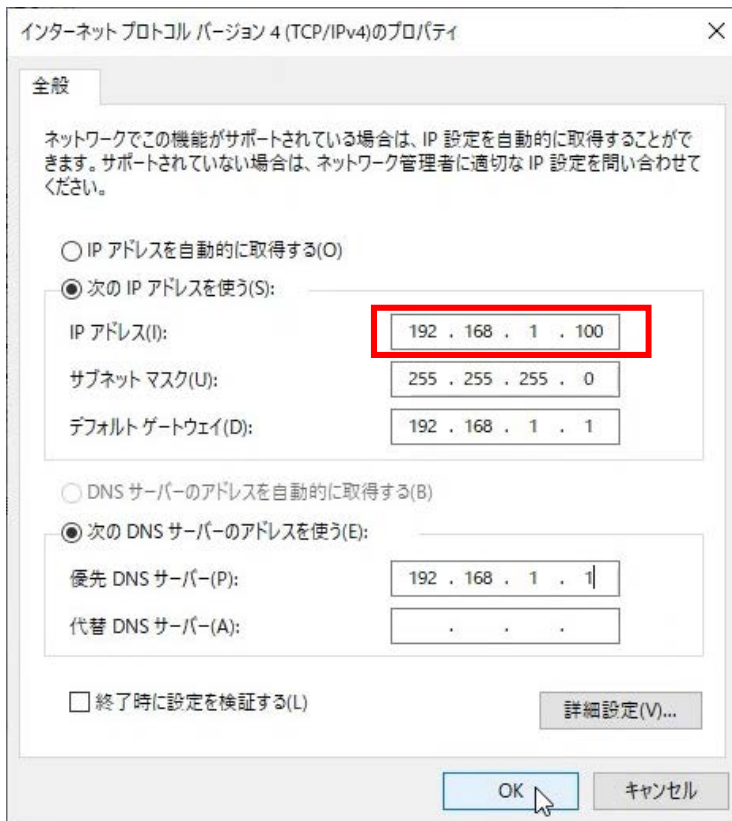 インターネット プロトコル バージョン 4 (TCP/IPv4)のプロパティ
全般
ネットワークでこの機能がサポートされている場合は、IP 設定を自動的に取得することがで
きます。サポートされていない場合は、ネットワーク管理者に適切な IP 設定を問い合わせて
ください。
IP アドレスを自動的に取得する(O)
次の IP アドレスを使う(S):
IP アドレス(I): 192 . 168 . 1 . 100
サブネット マスク(U): 255 . 255 . 255 . 0
デフォルト ゲートウェイ(D): 192 . 168 . 1 . 1
DNS サーバーのアドレスを自動的に取得する(B)
次の DNS サーバーのアドレスを使う(E):
優先 DNS サーバー(P): 192 . 168 . 1 . 1
代替 DNS サーバー(A): . . .
終了時に設定を検証する(L)
詳細設定(V)...
OK キャンセル